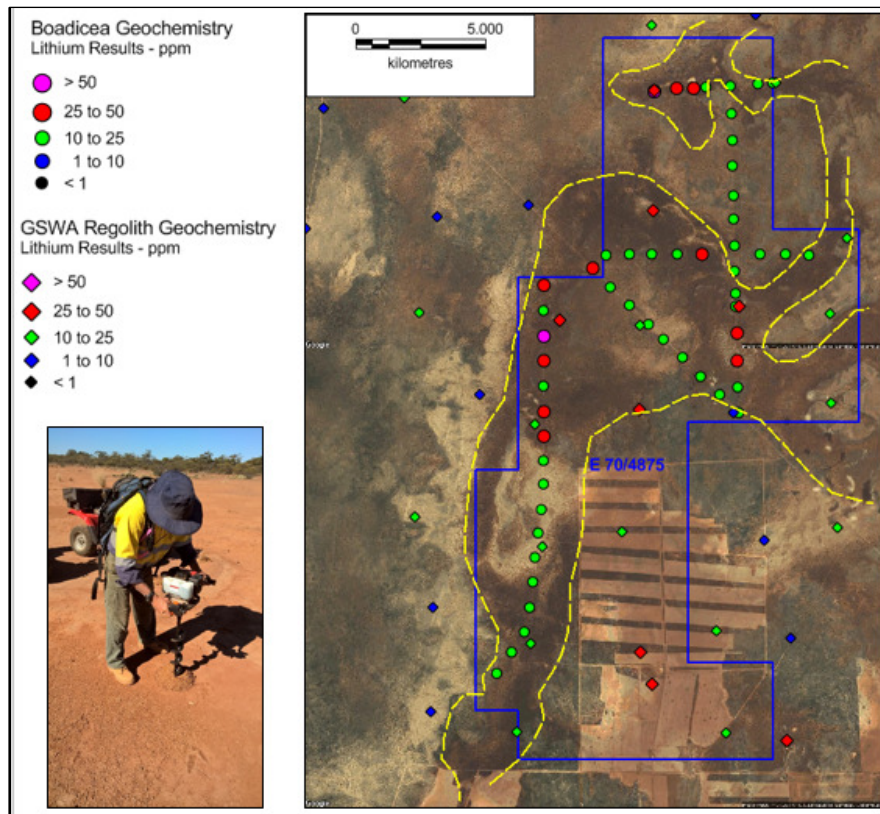 Boadicea Geochemistry
Lithium Results - ppm
> 50
25 to 50
10 to 25
1 to 10
< 1
GSWA Regolith Geochemistry
Lithium Results - ppm
> 50
25 to 50
10 to 25
1 to 10
< 1
0 5.000
kilometres
E 70/4875
Google
Google